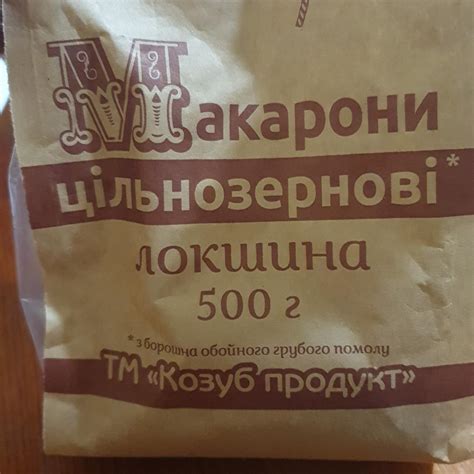 Макарони
цільнозернові*
локшина
500 г
* з борошна обойного грубого помолу
ТМ «Козуб продукт»